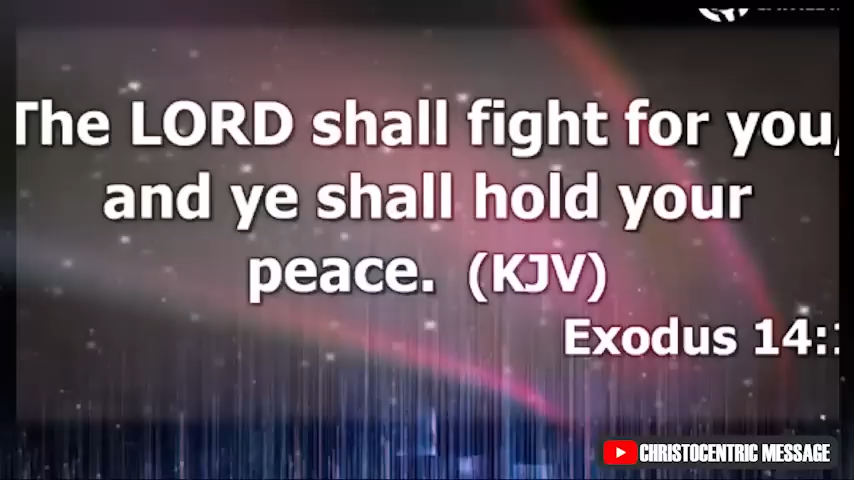 The LORD shall fight for you,
and ye shall hold your
peace. (KJV)
Exodus 14:
CHRISTOCENTRIC MESSAGE